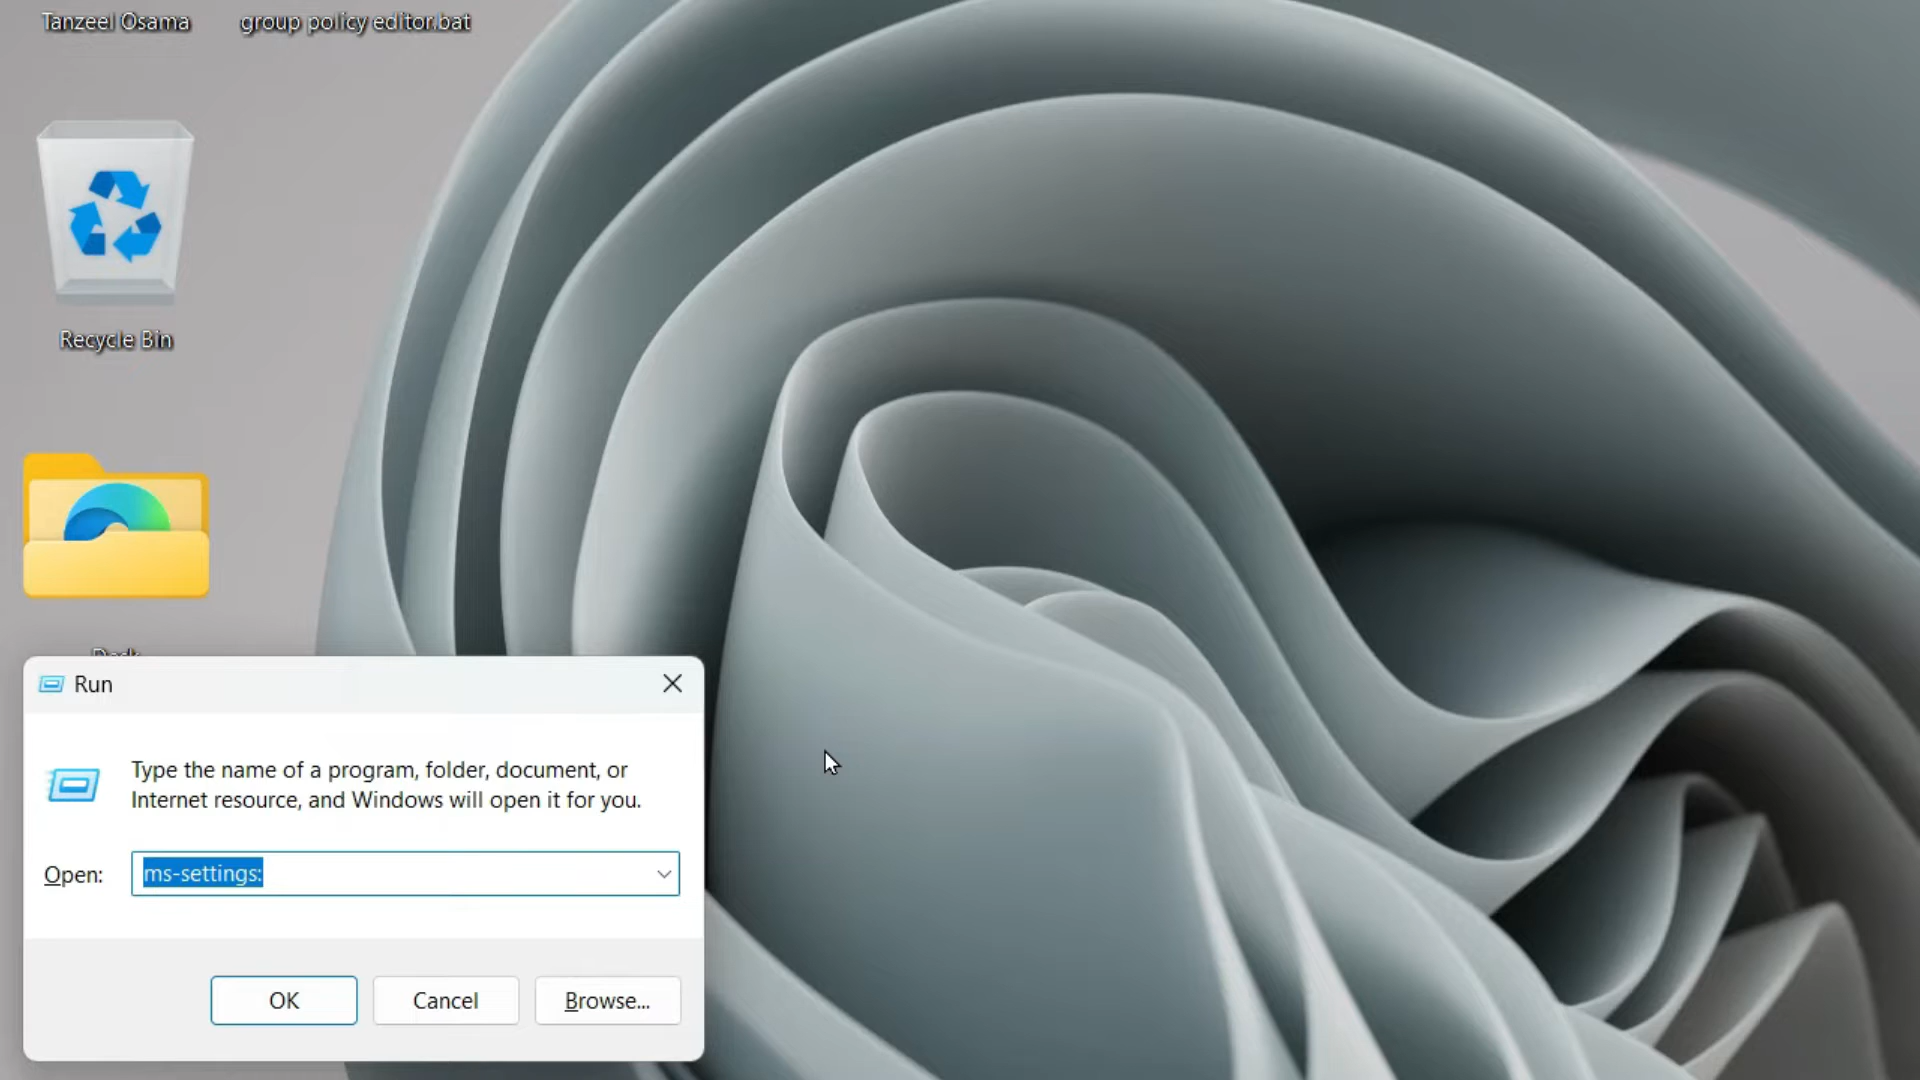 Tanzeel Osama
group policy editor.bat
Recycle Bin
Run
Type the name of a program, folder, document, or
Internet resource, and Windows will open it for you.
Open:
ms-settings:
OK
Cancel
Browse...